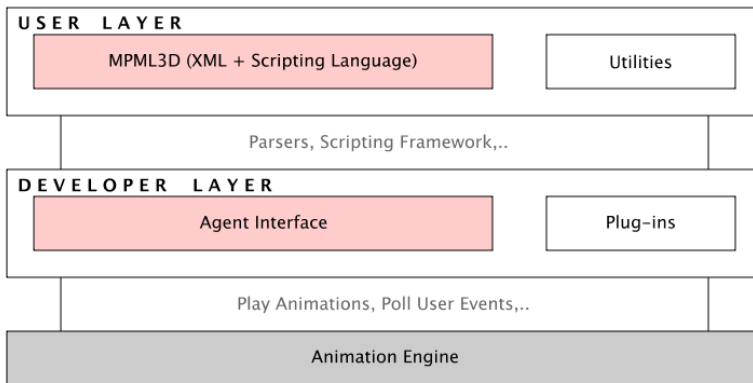 USER LAYER
MPML3D (XML + Scripting Language)
Utilities
Parsers, Scripting Framework,..
DEVELOPER LAYER
Agent Interface
Plug-ins
Play Animations, Poll User Events,..
Animation Engine